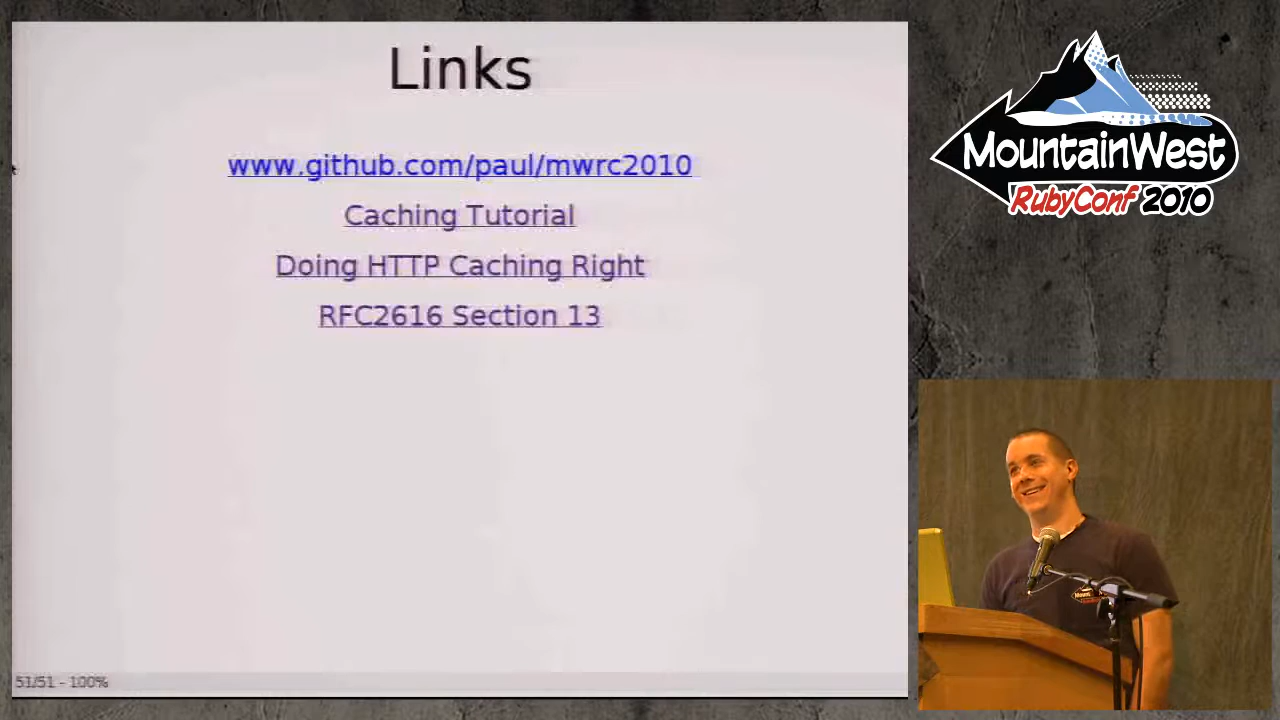 Links
www.github.com/paul/mwrc2010
Caching Tutorial
Doing HTTP Caching Right
RFC2616 Section 13
51/51 - 100%
MountainWest
RubyConf 2010